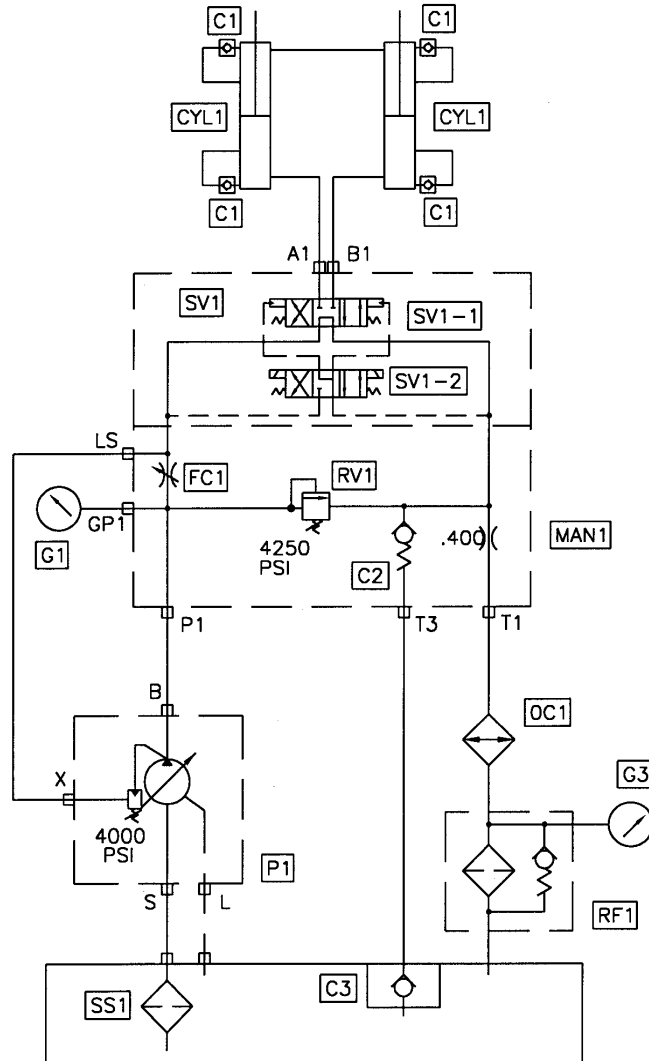 C1 C1
CYL1 CYL1
C1 C1
A1 B1
SV1 SV1-1
SV1-2
LS
FC1 RV1
GP1
G1 4250 PSI .400 MAN1
C2
P1 T3 T1
B
OC1
X G3
4000 PSI
P1
S L
RF1
SS1 C3